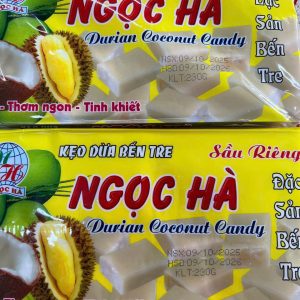 NGỌC HÀ
Durian Coconut Candy
NSX:09/10/2025
HSD:09/10/2026
KLT:230G
Thơm ngon - Tinh khiết
Đặc
Sản
Bến
Tre
KẸO DỪA BẾN TRE
Sầu Riêng
NGỌC HÀ
NGỌC HÀ
Durian Coconut Candy
NSX:09/10/2025
HSD:09/10/2026
KLT:230G
Đặc
Sản
Bến
Tre